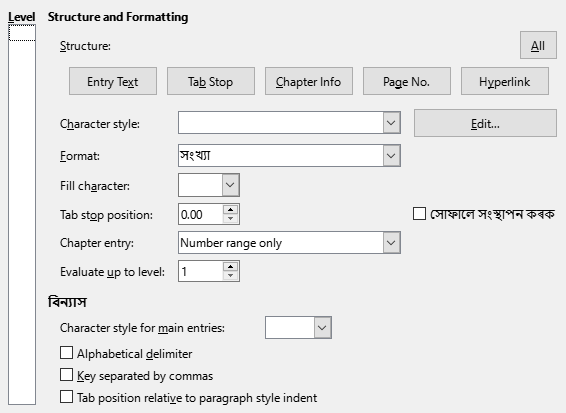 Level Structure and Formatting
Structure: All
Entry Text Tab Stop Chapter Info Page No. Hyperlink
Character style: Edit...
Format: সংখ্যা
Fill character:
Tab stop position: 0.00 সোফালে সংস্থাপন কৰক
Chapter entry: Number range only
Evaluate up to level: 1
বিন্যাস
Character style for main entries:
Alphabetical delimiter
Key separated by commas
Tab position relative to paragraph style indent